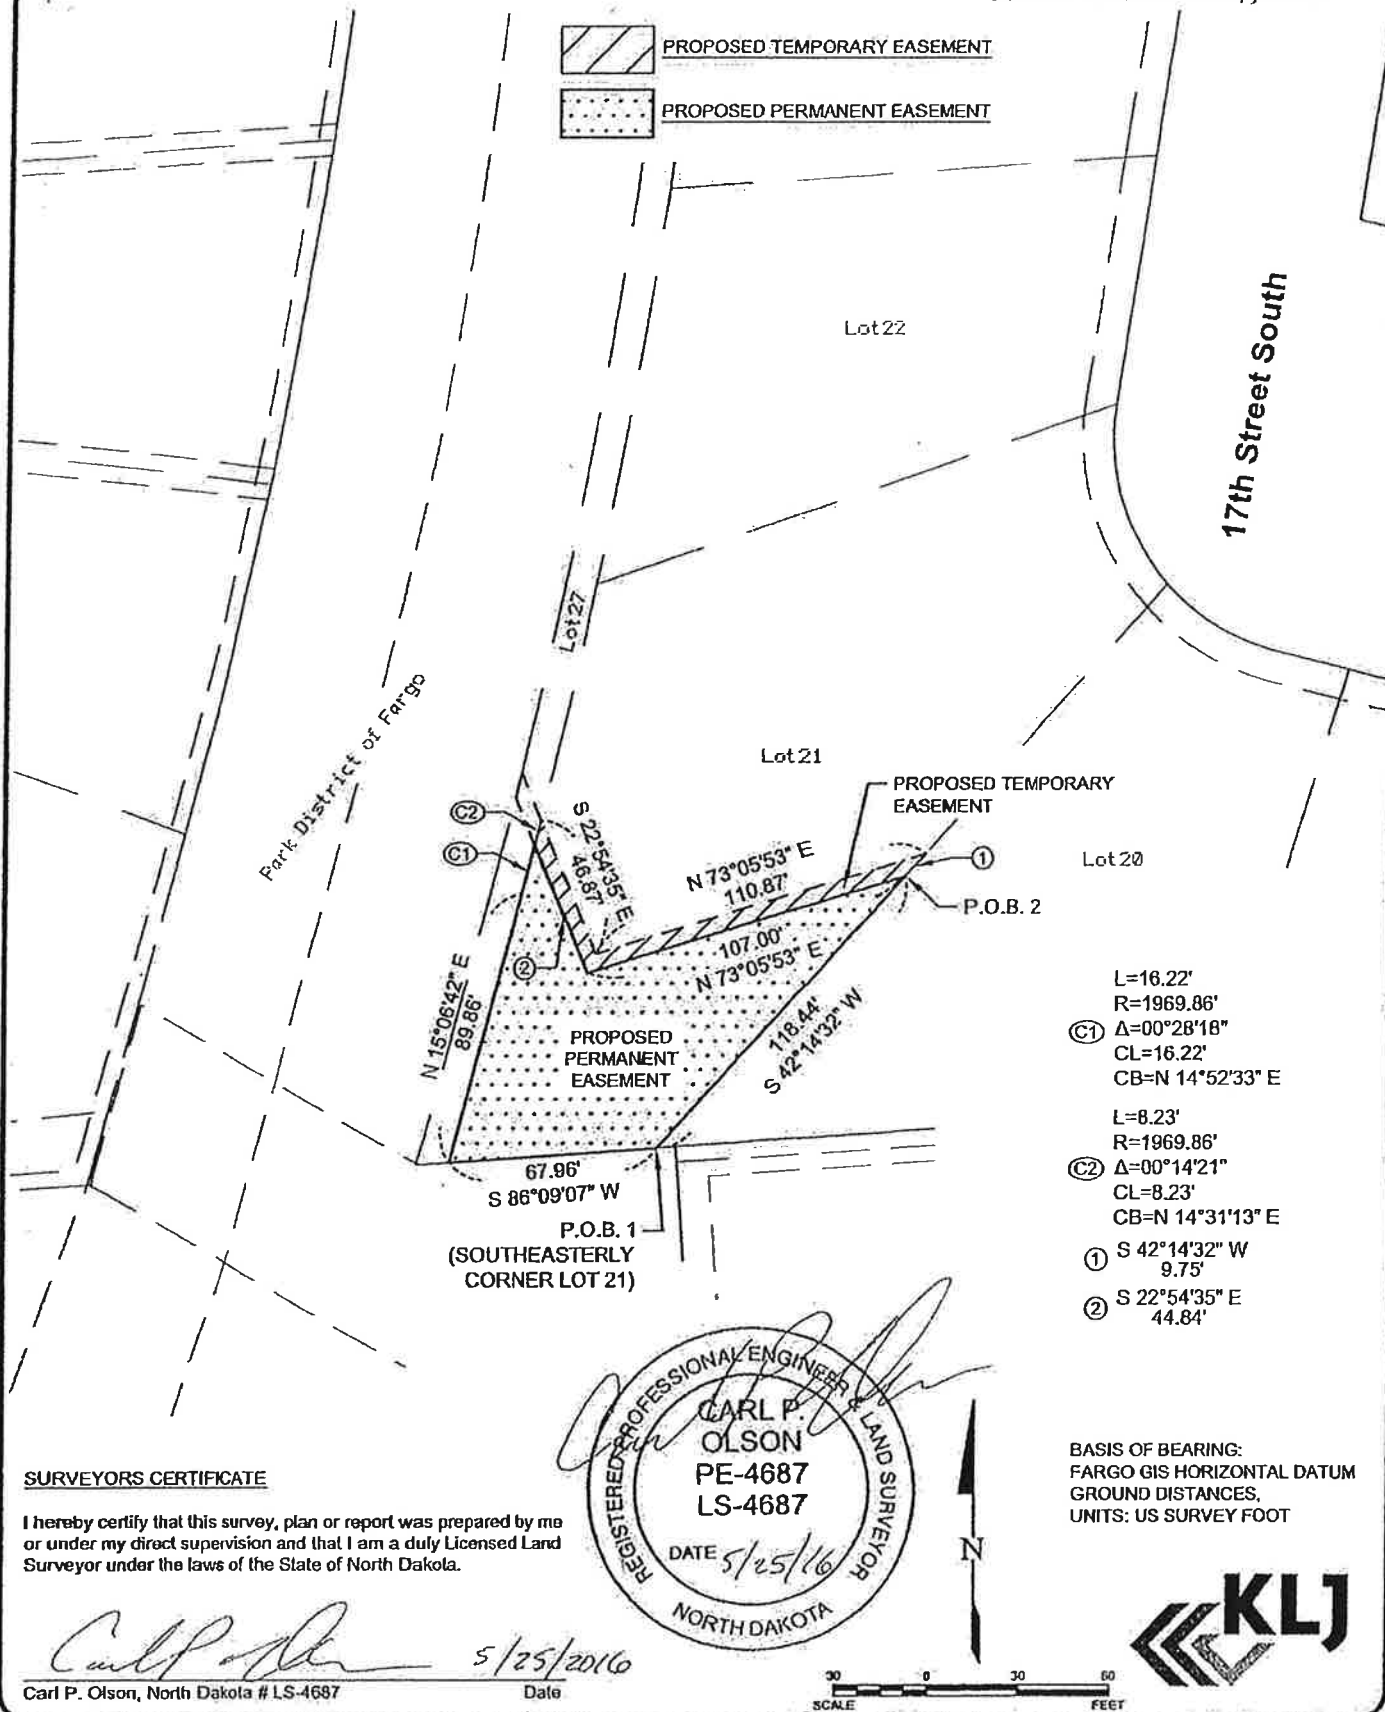 PROPOSED TEMPORARY EASEMENT
PROPOSED PERMANENT EASEMENT
Lot22
17th Street South
Lot27
Park District of Fargo
Lot21
PROPOSED TEMPORARY
EASEMENT
C2
C1
S 22°54'35" E
46.87'
N 73°05'53" E
110.87'
1
Lot20
P.O.B. 2
2
107.00'
N 73°05'53" E
N 15°06'42" E
89.86'
118.44'
S 42°14'32" W
PROPOSED
PERMANENT
EASEMENT
67.96'
S 86°09'07" W
P.O.B. 1
(SOUTHEASTERLY
CORNER LOT 21)
L=16.22'
R=1969.86'
C1 Δ=00°28'18"
CL=16.22'
CB=N 14°52'33" E
L=8.23'
R=1969.86'
C2 Δ=00°14'21"
CL=8.23'
CB=N 14°31'13" E
1 S 42°14'32" W
9.75'
2 S 22°54'35" E
44.84'
REGISTERED PROFESSIONAL ENGINEER & LAND SURVEYOR
CARL P.
OLSON
PE-4687
LS-4687
DATE 5/25/16
NORTH DAKOTA
N
BASIS OF BEARING:
FARGO GIS HORIZONTAL DATUM
GROUND DISTANCES,
UNITS: US SURVEY FOOT
SURVEYORS CERTIFICATE
I hereby certify that this survey, plan or report was prepared by me
or under my direct supervision and that I am a duly Licensed Land
Surveyor under the laws of the State of North Dakota.
5/25/2016
Carl P. Olson, North Dakota # LS-4687 Date
KLJ
30 0 30 60
SCALE FEET